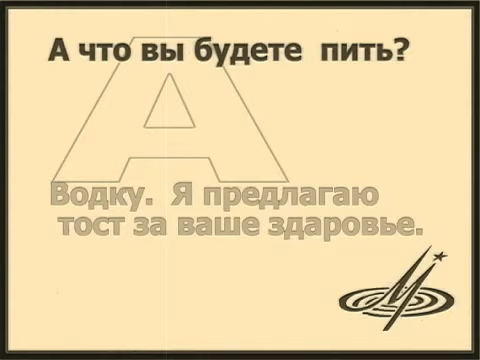 А что вы будете пить?
А
Водку. Я предлагаю
тост за ваше здаровье.